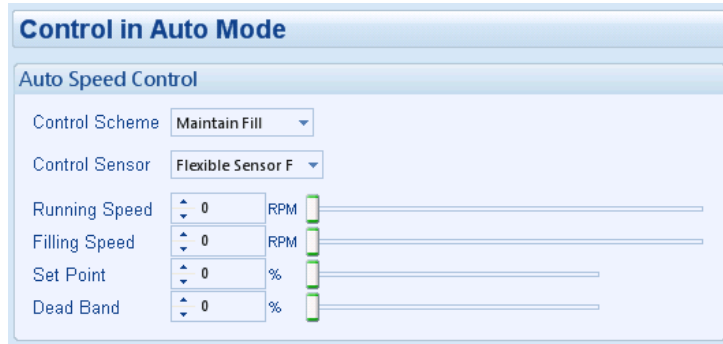 Control in Auto Mode
Auto Speed Control
Control Scheme Maintain Fill
Control Sensor Flexible Sensor F
Running Speed 0 RPM
Filling Speed 0 RPM
Set Point 0 %
Dead Band 0 %